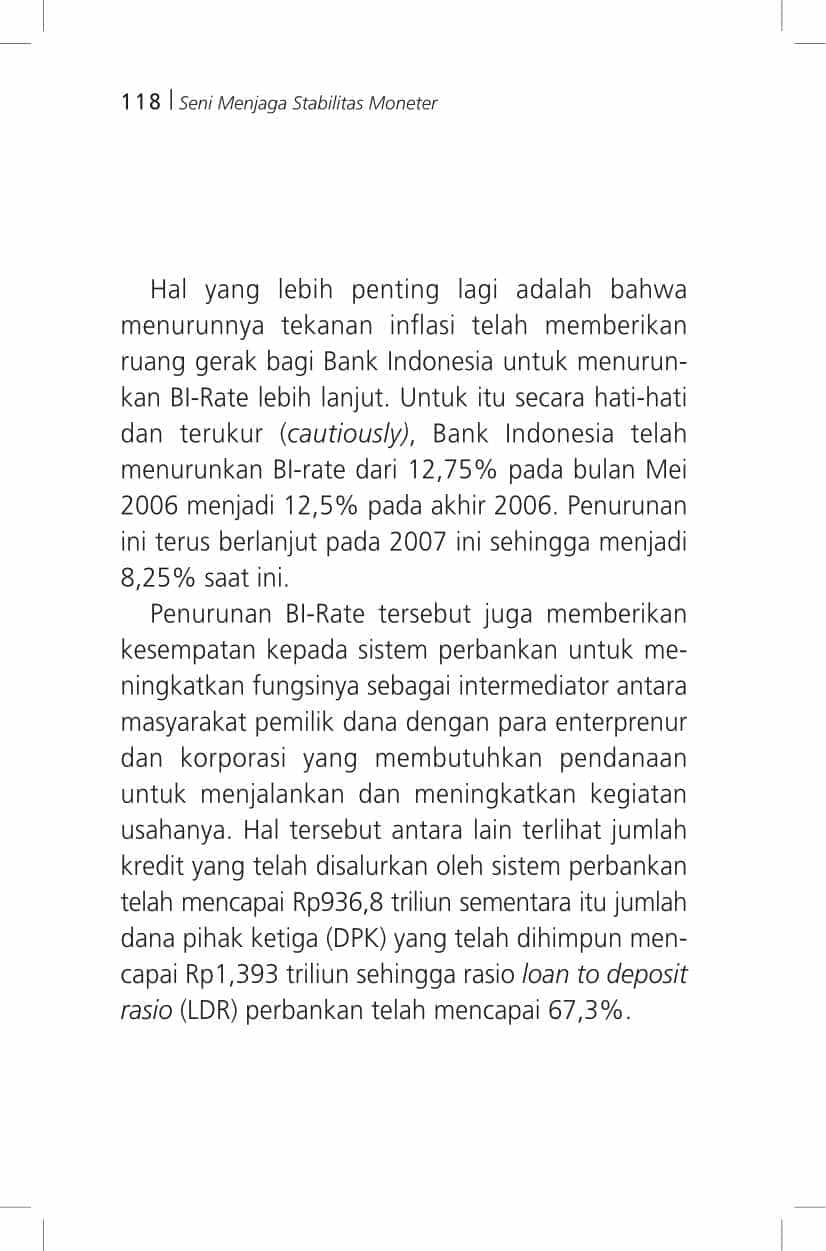 118 | Seni Menjaga Stabilitas Moneter
Hal yang lebih penting lagi adalah bahwa
menurunnya tekanan inflasi telah memberikan
ruang gerak bagi Bank Indonesia untuk menurun-
kan BI-Rate lebih lanjut. Untuk itu secara hati-hati
dan terukur (cautiously), Bank Indonesia telah
menurunkan BI-rate dari 12,75% pada bulan Mei
2006 menjadi 12,5% pada akhir 2006. Penurunan
ini terus berlanjut pada 2007 ini sehingga menjadi
8,25% saat ini.
Penurunan BI-Rate tersebut juga memberikan
kesempatan kepada sistem perbankan untuk me-
ningkatkan fungsinya sebagai intermediator antara
masyarakat pemilik dana dengan para enterprenur
dan korporasi yang membutuhkan pendanaan
untuk menjalankan dan meningkatkan kegiatan
usahanya. Hal tersebut antara lain terlihat jumlah
kredit yang telah disalurkan oleh sistem perbankan
telah mencapai Rp936,8 triliun sementara itu jumlah
dana pihak ketiga (DPK) yang telah dihimpun men-
capai Rp1,393 triliun sehingga rasio loan to deposit
rasio (LDR) perbankan telah mencapai 67,3%.